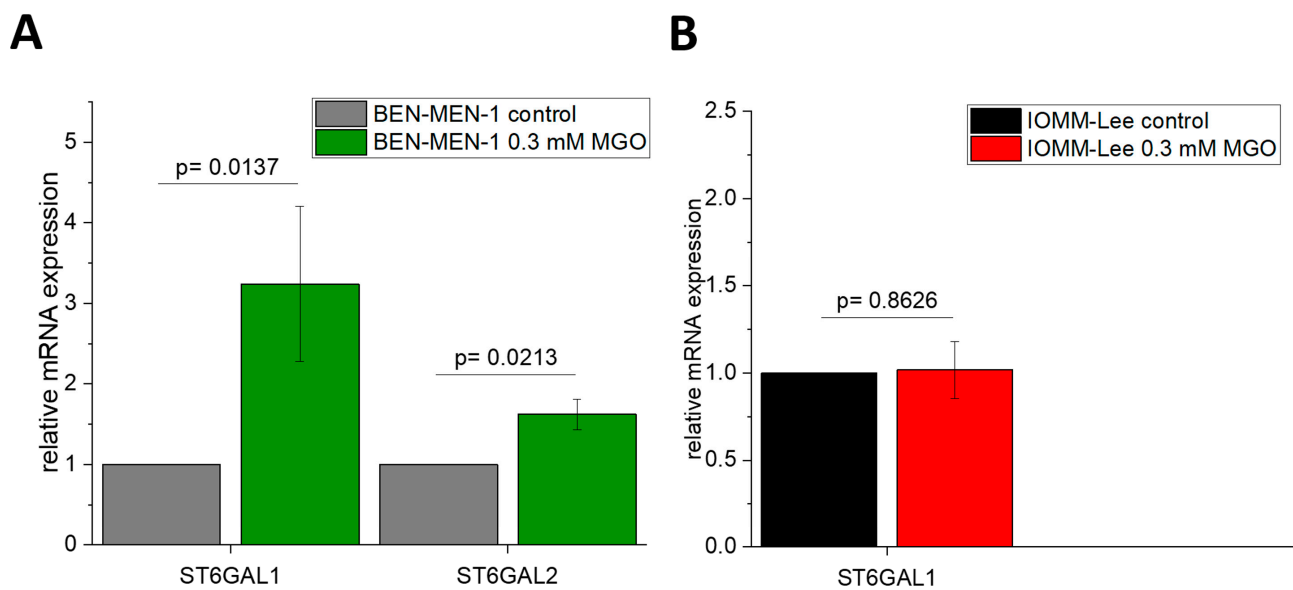 A
BEN-MEN-1 control
BEN-MEN-1 0.3 mM MGO
p= 0.0137
p= 0.0213
relative mRNA expression
5
4
3
2
1
0
ST6GAL1
ST6GAL2
B
IOMM-Lee control
IOMM-Lee 0.3 mM MGO
p= 0.8626
relative mRNA expression
2.5
2.0
1.5
1.0
0.5
0.0
ST6GAL1